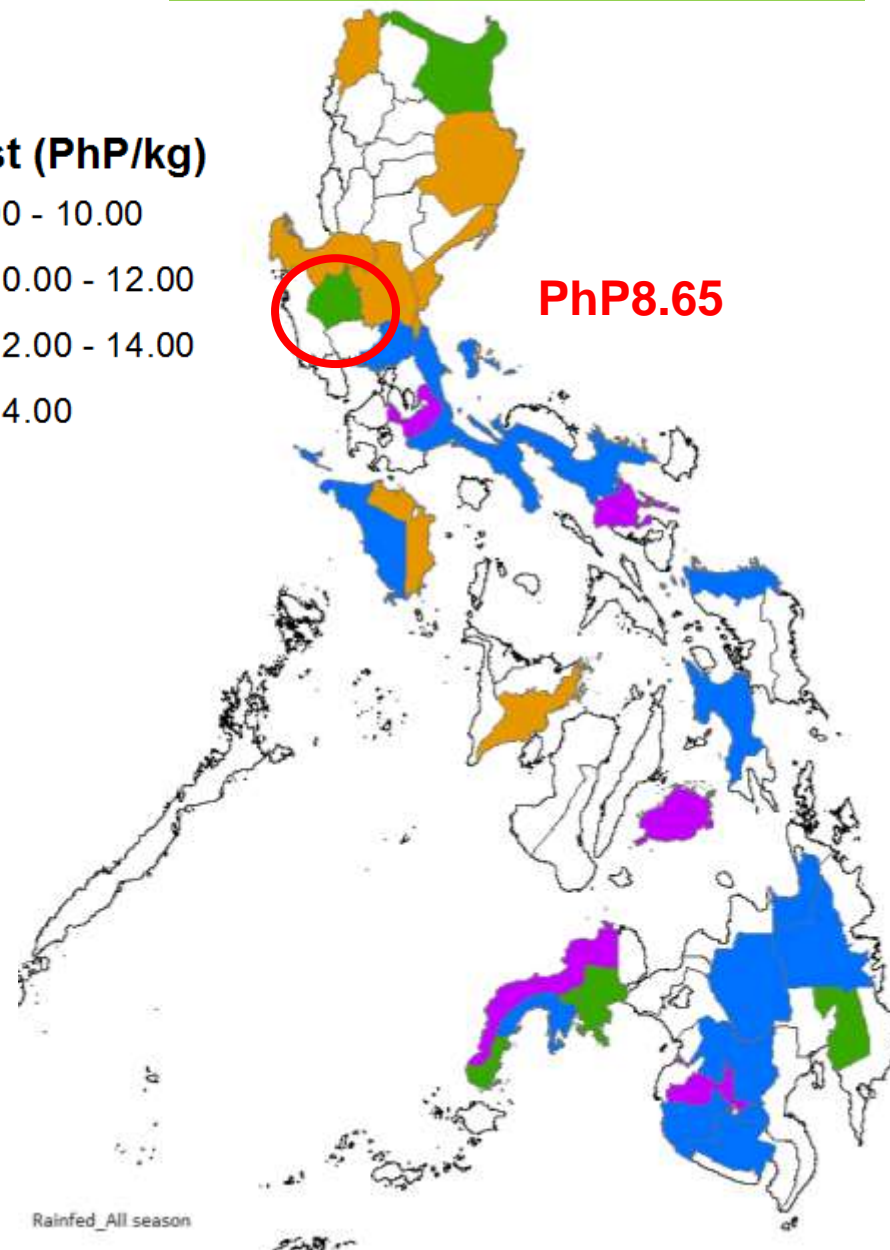 st (PhP/kg)
0 - 10.00
0.00 - 12.00
2.00 - 14.00
4.00
PhP8.65
Rainfed_All season